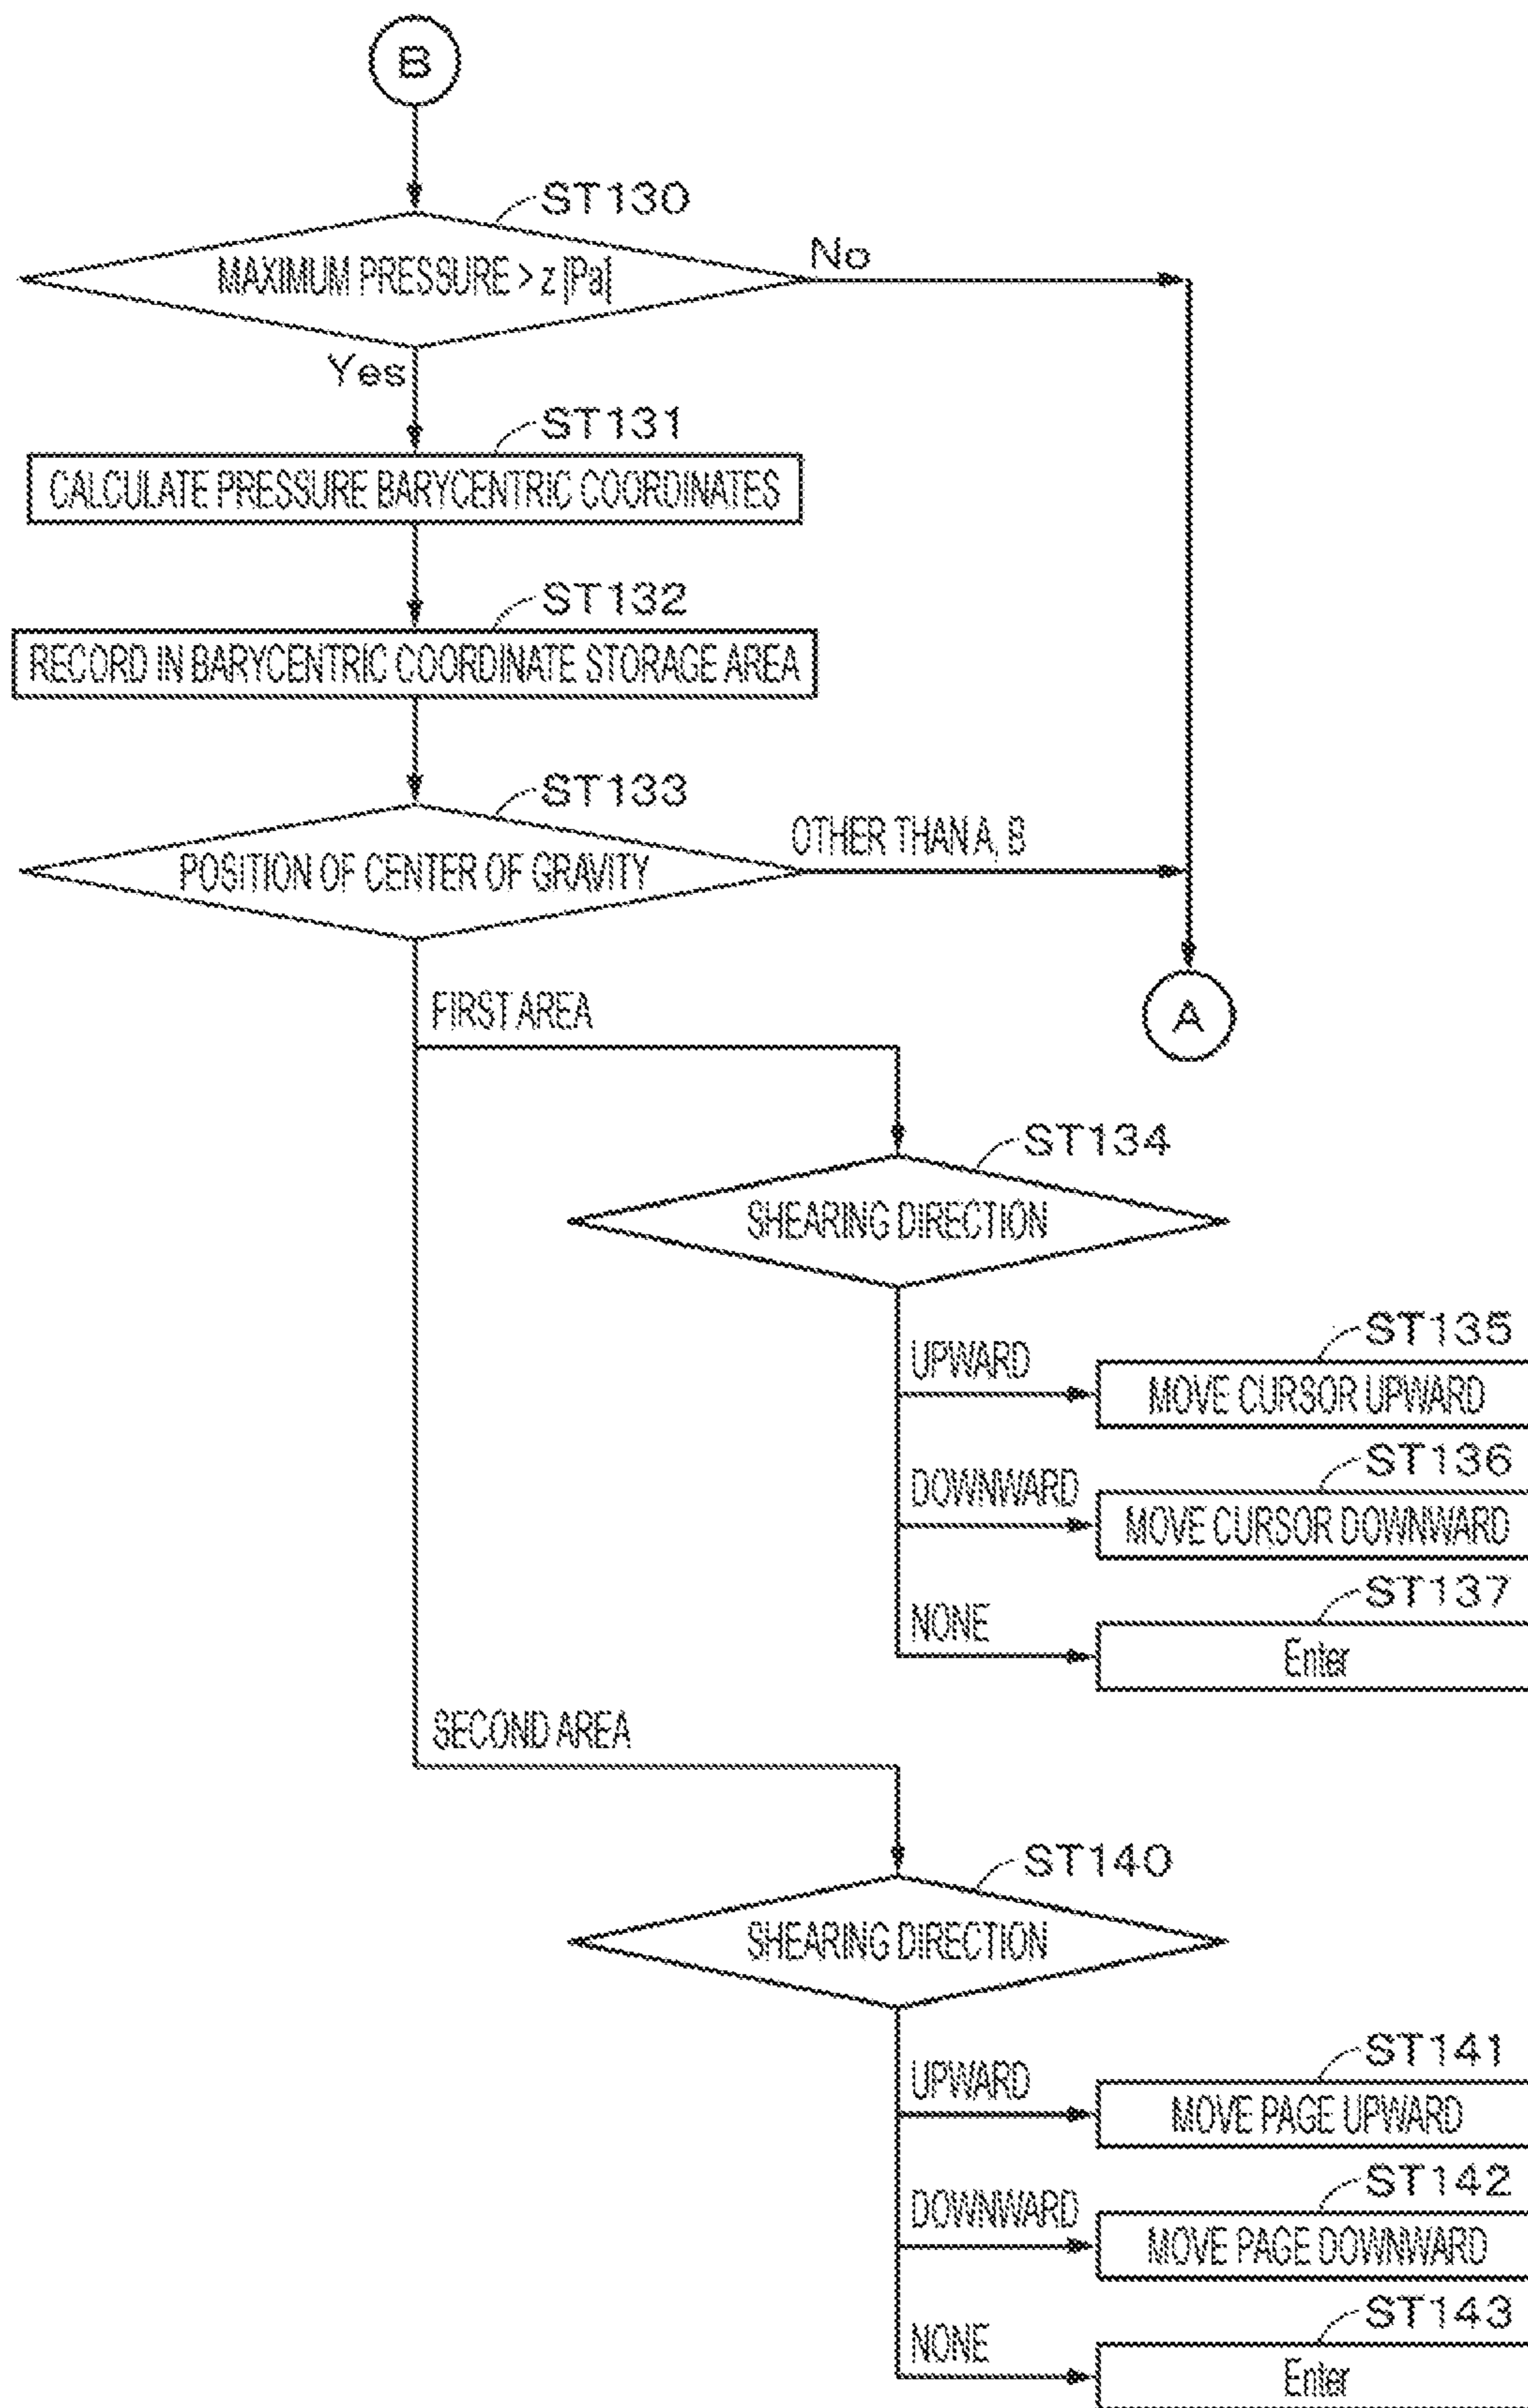 B
ST130
MAXIMUM PRESSURE > z [Pa]
No
Yes
ST131
CALCULATE PRESSURE BARYCENTRIC COORDINATES
ST132
RECORD IN BARYCENTRIC COORDINATE STORAGE AREA
ST133
POSITION OF CENTER OF GRAVITY
OTHER THAN A, B
A
FIRST AREA
ST134
SHEARING DIRECTION
ST135
UPWARD
MOVE CURSOR UPWARD
ST136
DOWNWARD
MOVE CURSOR DOWNWARD
ST137
NONE
Enter
SECOND AREA
ST140
SHEARING DIRECTION
ST141
UPWARD
MOVE PAGE UPWARD
ST142
DOWNWARD
MOVE PAGE DOWNWARD
ST143
NONE
Enter